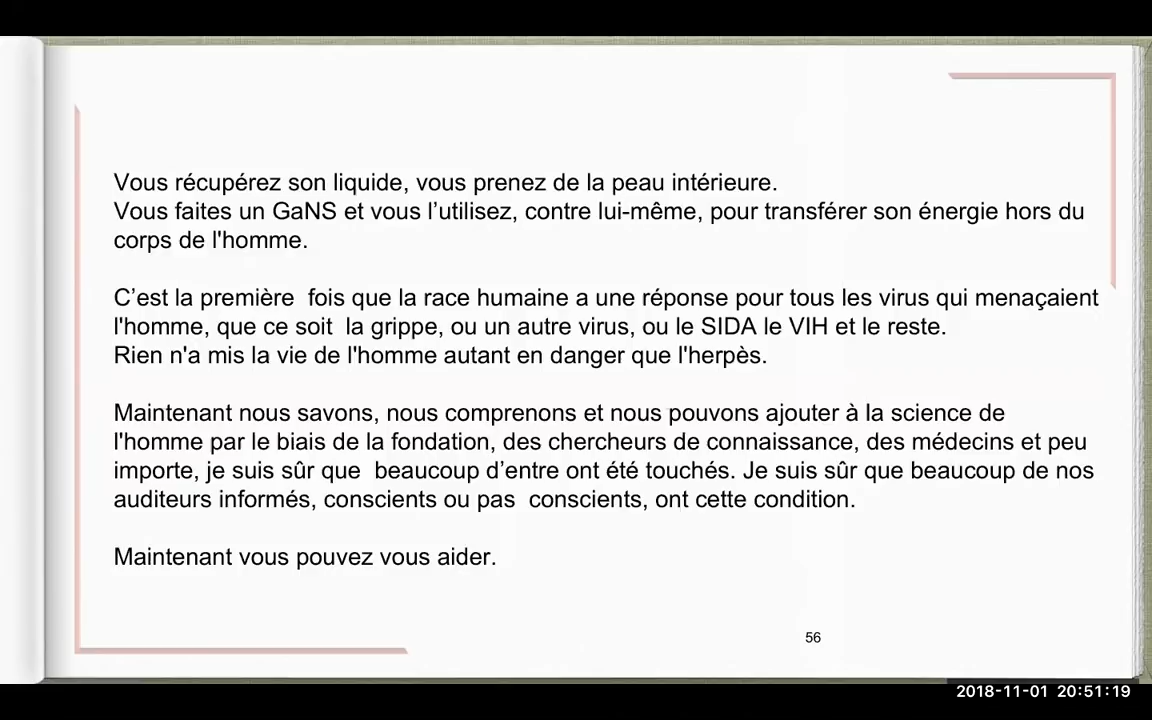 Vous récupérez son liquide, vous prenez de la peau intérieure.
Vous faites un GaNS et vous l’utilisez, contre lui-même, pour transférer son énergie hors du
corps de l'homme.
C’est la première  fois que la race humaine a une réponse pour tous les virus qui menaçaient
l'homme, que ce soit  la grippe, ou un autre virus, ou le SIDA le VIH et le reste.
Rien n'a mis la vie de l'homme autant en danger que l'herpès.
Maintenant nous savons, nous comprenons et nous pouvons ajouter à la science de
l'homme par le biais de la fondation, des chercheurs de connaissance, des médecins et peu
importe, je suis sûr que  beaucoup d’entre ont été touchés. Je suis sûr que beaucoup de nos
auditeurs informés, conscients ou pas  conscients, ont cette condition.
Maintenant vous pouvez vous aider.
56
2018-11-01 20:51:19